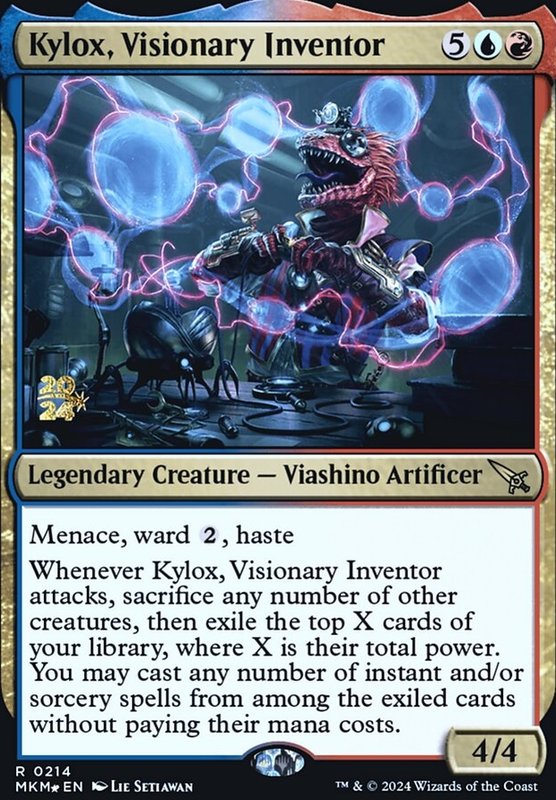 Kylox, Visionary Inventor 5
Legendary Creature — Viashino Artificer
Menace, ward 2, haste
Whenever Kylox, Visionary Inventor
attacks, sacrifice any number of other
creatures, then exile the top X cards of
your library, where X is their total power.
You may cast any number of instant and/or
sorcery spells from among the exiled cards
without paying their mana costs.
4/4
R 0214
MKM★EN Lie Setiawan
™ & © 2024 Wizards of the Coast